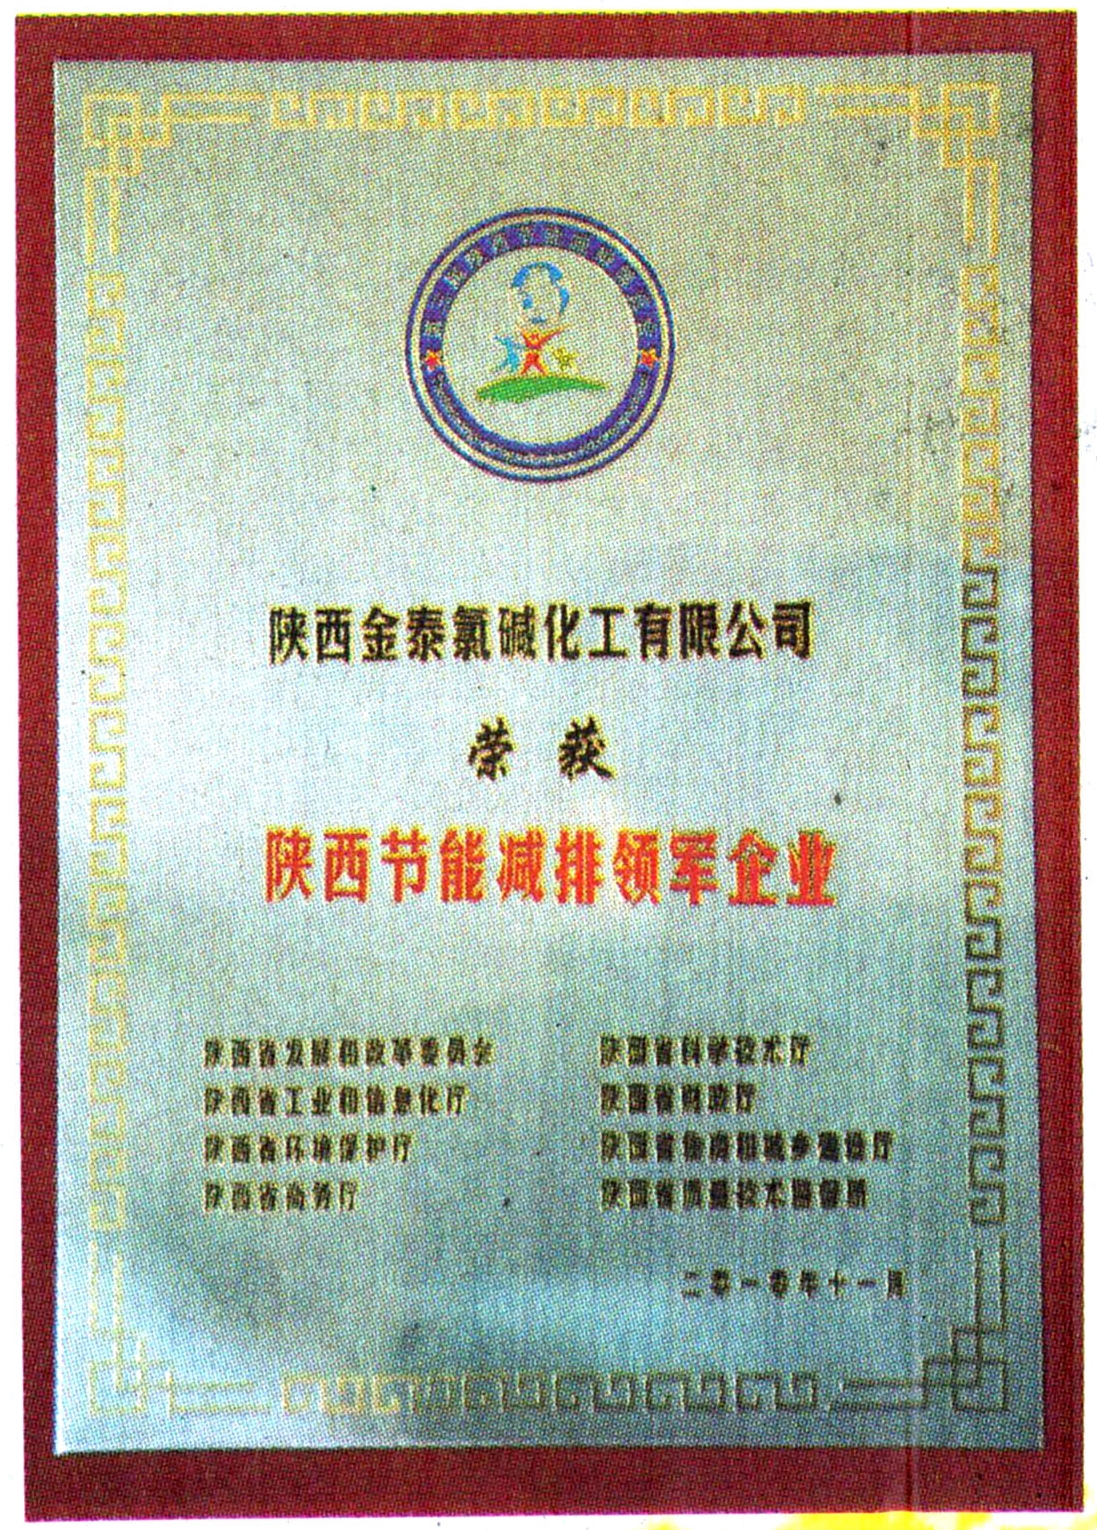 陕西金泰氯碱化工有限公司
荣 获
陕西节能减排领军企业
陕西省发展和改革委员会
陕西省工业和信息化厅
陕西省环境保护厅
陕西省商务厅
陕西省科学技术厅
陕西省财政厅
陕西省住房和城乡建设厅
陕西省质量技术监督局
二零一零年十一月